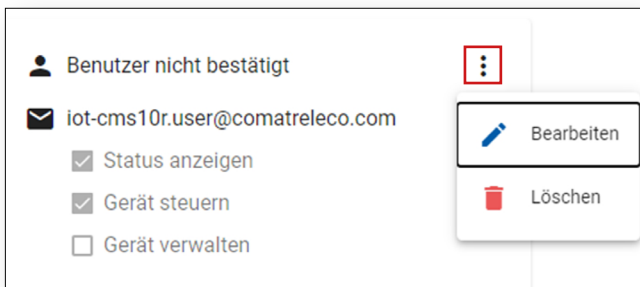 Benutzer nicht bestätigt
iot-cms10r.user@comatreleco.com
Status anzeigen
Gerät steuern
Gerät verwalten
Bearbeiten
Löschen